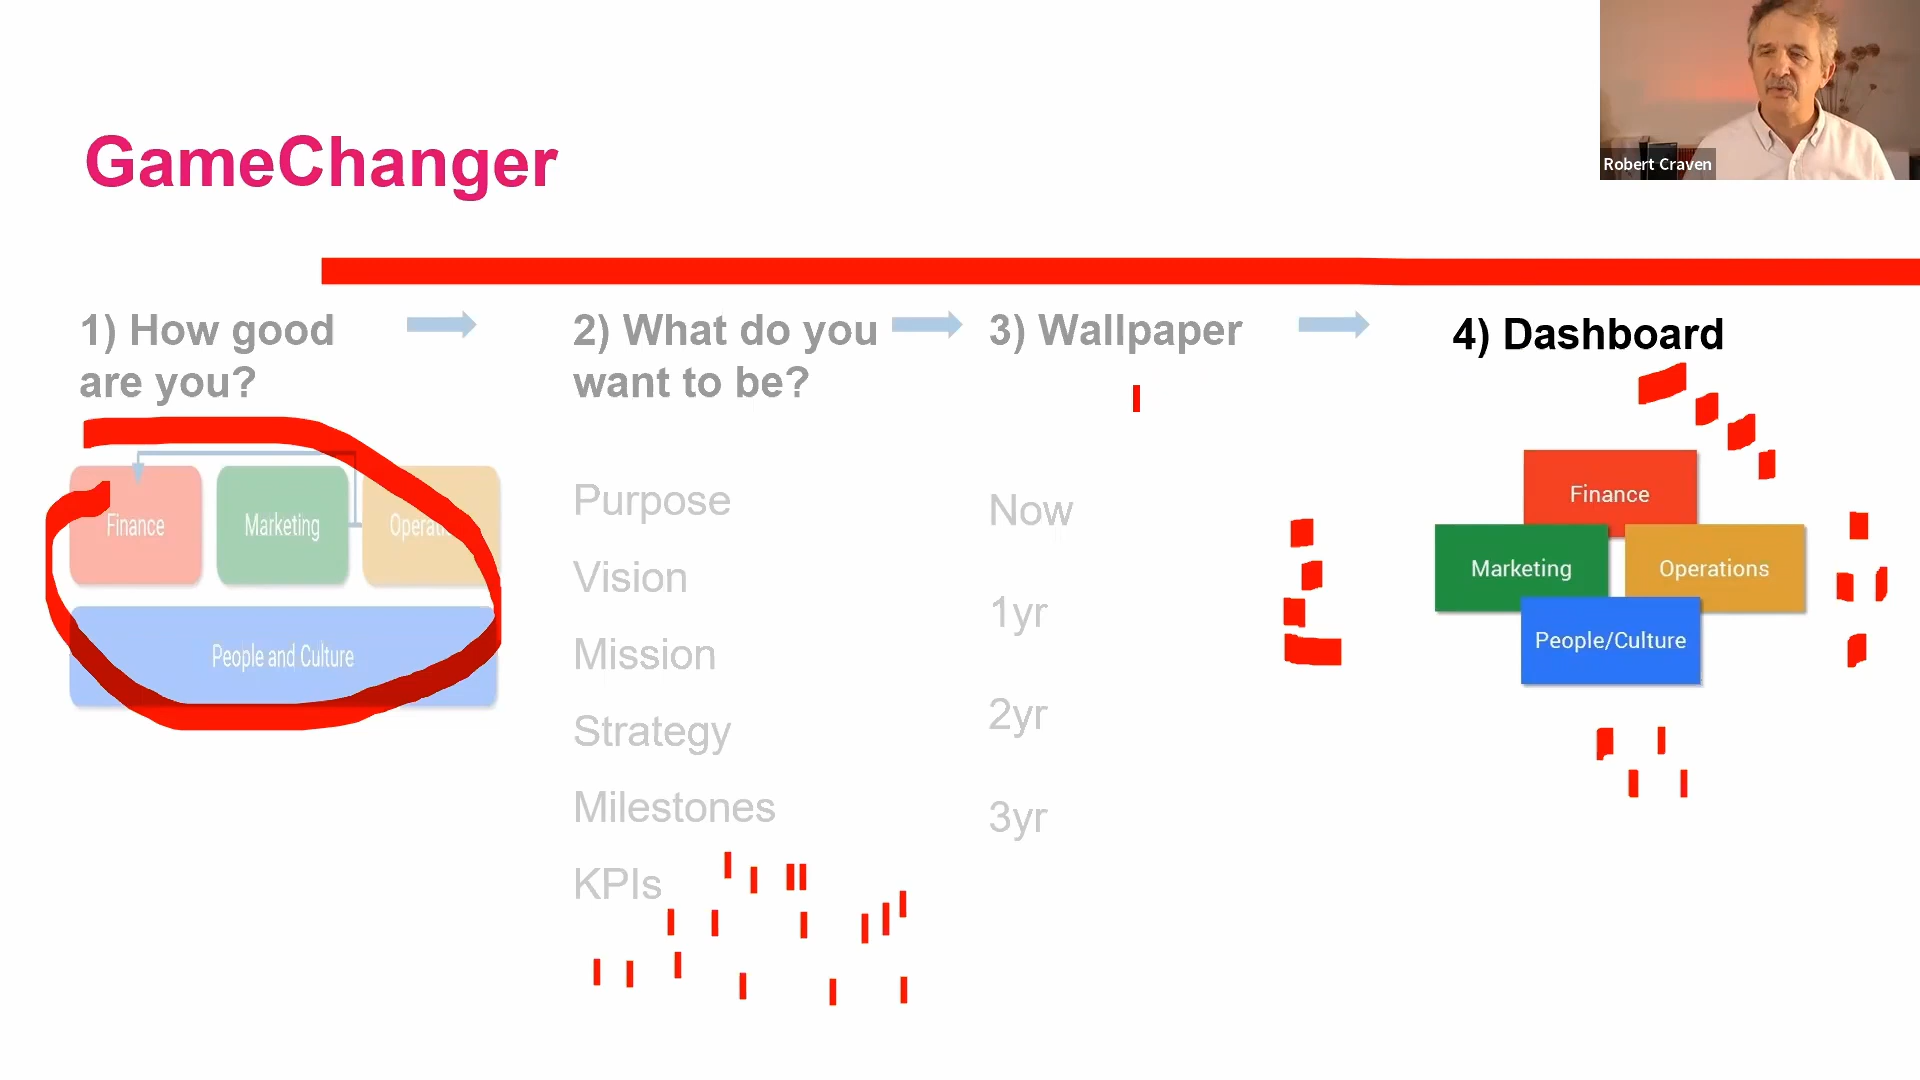 GameChanger
Robert Craven
1) How good
are you?
Finance
Marketing
People and Culture
2) What do you
want to be?
Purpose
Vision
Mission
Strategy
Milestones
KPIs
3) Wallpaper
Now
1yr
2yr
3yr
4) Dashboard
Finance
Marketing
Operations
People/Culture